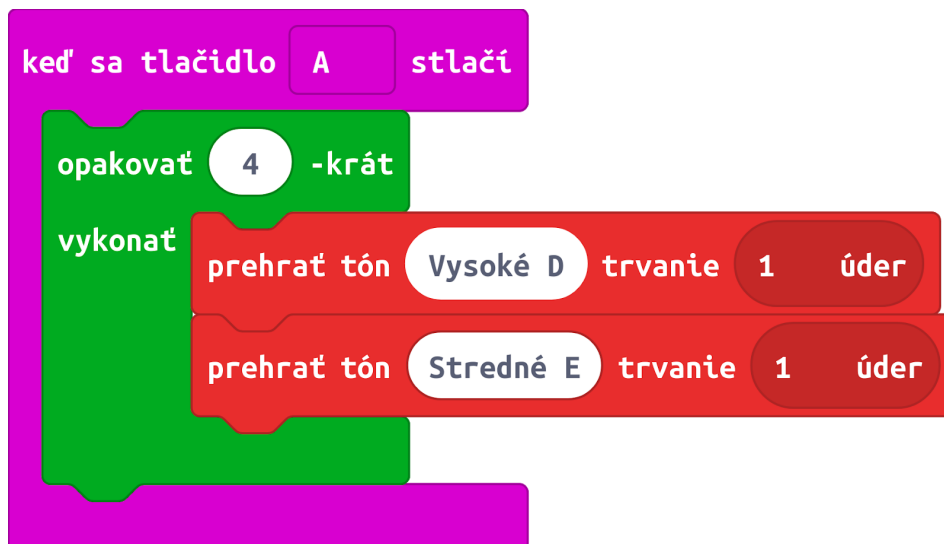 keď sa tlačidlo A stlačí
opakovať 4 -krát
vykonať
prehrať tón Vysoké D trvanie 1 úder
prehrať tón Stredné E trvanie 1 úder